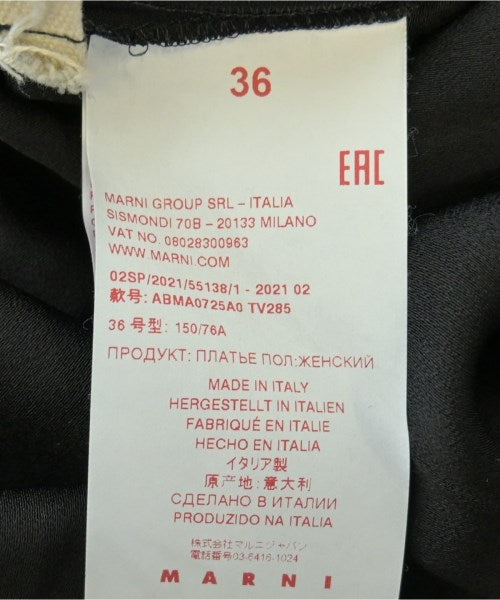 36
EAC
MARNI GROUP SRL – ITALIA
SISMONDI 70B – 20133 MILANO
VAT NO. 08028300963
WWW.MARNI.COM
02SP/2021/55138/1 - 2021 02
款号: ABMA0725A0 TV285
36 号型: 150/76A
ПРОДУКТ: ПЛАТЬЕ ПОЛ:ЖЕНСКИЙ
MADE IN ITALY
HERGESTELLT IN ITALIEN
FABRIQUÉ EN ITALIE
HECHO EN ITALIA
イタリア製
原产地: 意大利
СДЕЛАНО В ИТАЛИИ
PRODUZIDO NA ITALIA
株式会社マルニジャパン
電話番号03-6416-1024
MARNI